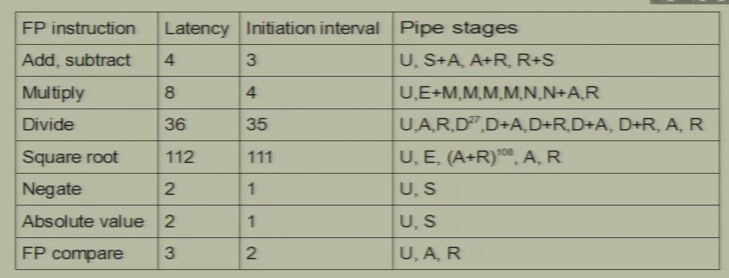 FP instruction Latency Initiation interval Pipe stages
Add, subtract 4 3 U, S+A, A+R, R+S
Multiply 8 4 U,E+M,M,M,M,N,N+A,R
Divide 36 35 U,A,R,D²⁷,D+A,D+R,D+A, D+R, A, R
Square root 112 111 U, E, (A+R)¹⁰⁸, A, R
Negate 2 1 U, S
Absolute value 2 1 U, S
FP compare 3 2 U, A, R